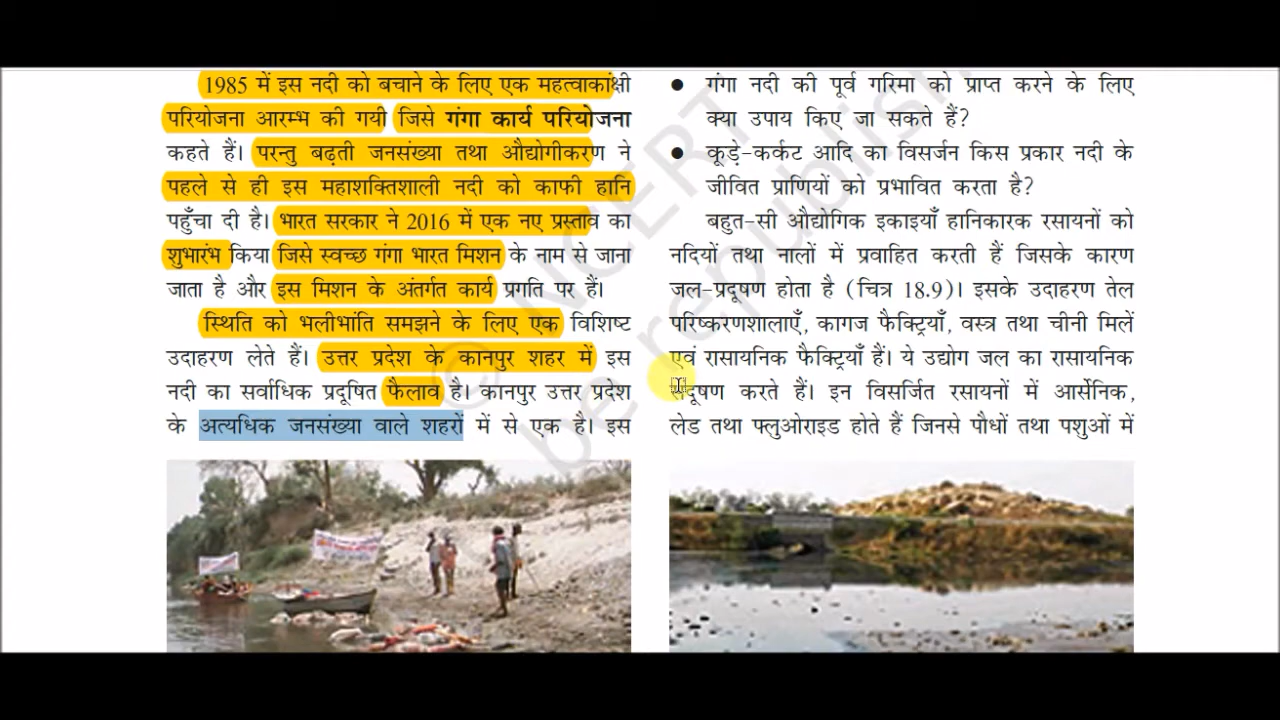 1985 में इस नदी को बचाने के लिए एक महत्वाकांक्षी
परियोजना आरम्भ की गयी जिसे गंगा कार्य परियोजना
कहते हैं। परन्तु बढ़ती जनसंख्या तथा औद्योगीकरण ने
पहले से ही इस महाशक्तिशाली नदी को काफी हानि
पहुँचा दी है। भारत सरकार ने 2016 में एक नए प्रस्ताव का
शुभारंभ किया जिसे स्वच्छ गंगा भारत मिशन के नाम से जाना
जाता है और इस मिशन के अंतर्गत कार्य प्रगति पर हैं।
स्थिति को भलीभांति समझने के लिए एक विशिष्ट
उदाहरण लेते हैं। उत्तर प्रदेश के कानपुर शहर में इस
नदी का सर्वाधिक प्रदूषित फैलाव है। कानपुर उत्तर प्रदेश
के अत्यधिक जनसंख्या वाले शहरों में से एक है। इस
● गंगा नदी की पूर्व गरिमा को प्राप्त करने के लिए
क्या उपाय किए जा सकते हैं?
● कूड़े-कर्कट आदि का विसर्जन किस प्रकार नदी के
जीवित प्राणियों को प्रभावित करता है?
बहुत-सी औद्योगिक इकाइयाँ हानिकारक रसायनों को
नदियों तथा नालों में प्रवाहित करती हैं जिसके कारण
जल-प्रदूषण होता है (चित्र 18.9)। इसके उदाहरण तेल
परिष्करणशालाएँ, कागज फैक्ट्रियाँ, वस्त्र तथा चीनी मिलें
एवं रासायनिक फैक्ट्रियाँ हैं। ये उद्योग जल का रासायनिक
संदूषण करते हैं। इन विसर्जित रसायनों में आर्सेनिक,
लेड तथा फ्लुओराइड होते हैं जिनसे पौधों तथा पशुओं में
© NCERT
be republish